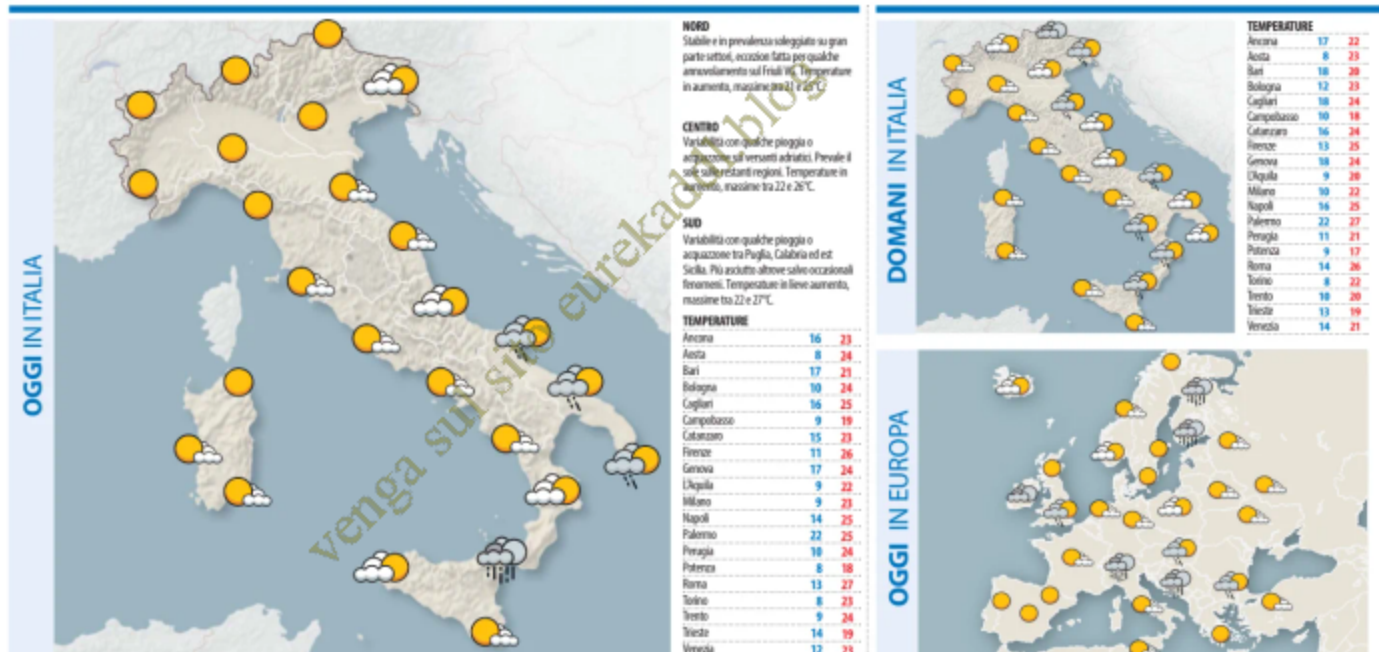 OGGI IN ITALIA
NORD
Stabile e in prevalenza soleggiato su gran
parte settori, eccezion fatta per qualche
annuvolamento sul Friuli VG. Temperature
in aumento, massime tra 21 e 25°C.
CENTRO
Variabilità con qualche pioggia o
acquazzone sui versanti adriatici. Prevale il
sole sulle restanti regioni. Temperature in
aumento, massime tra 22 e 26°C.
SUD
Variabilità con qualche pioggia o
acquazzone tra Puglia, Calabria ed est
Sicilia. Più asciutto altrove salvo occasionali
fenomeni. Temperature in lieve aumento,
massime tra 22 e 27°C.
TEMPERATURE
Ancona 16 23
Aosta 8 24
Bari 17 21
Bologna 10 24
Cagliari 16 25
Campobasso 9 19
Catanzaro 15 23
Firenze 11 26
Genova 17 24
L'Aquila 9 22
Milano 9 23
Napoli 14 25
Palermo 22 25
Perugia 10 24
Potenza 8 18
Roma 13 27
Torino 8 23
Trento 9 24
Trieste 14 19
Venezia 12 23
venga sul sito eurekaddl.blog
DOMANI IN ITALIA
TEMPERATURE
Ancona 17 22
Aosta 8 23
Bari 18 20
Bologna 12 23
Cagliari 18 24
Campobasso 10 18
Catanzaro 16 24
Firenze 13 25
Genova 18 24
L'Aquila 9 20
Milano 10 22
Napoli 16 25
Palermo 22 27
Perugia 11 21
Potenza 9 17
Roma 14 26
Torino 8 22
Trento 10 20
Trieste 13 19
Venezia 14 21
OGGI IN EUROPA